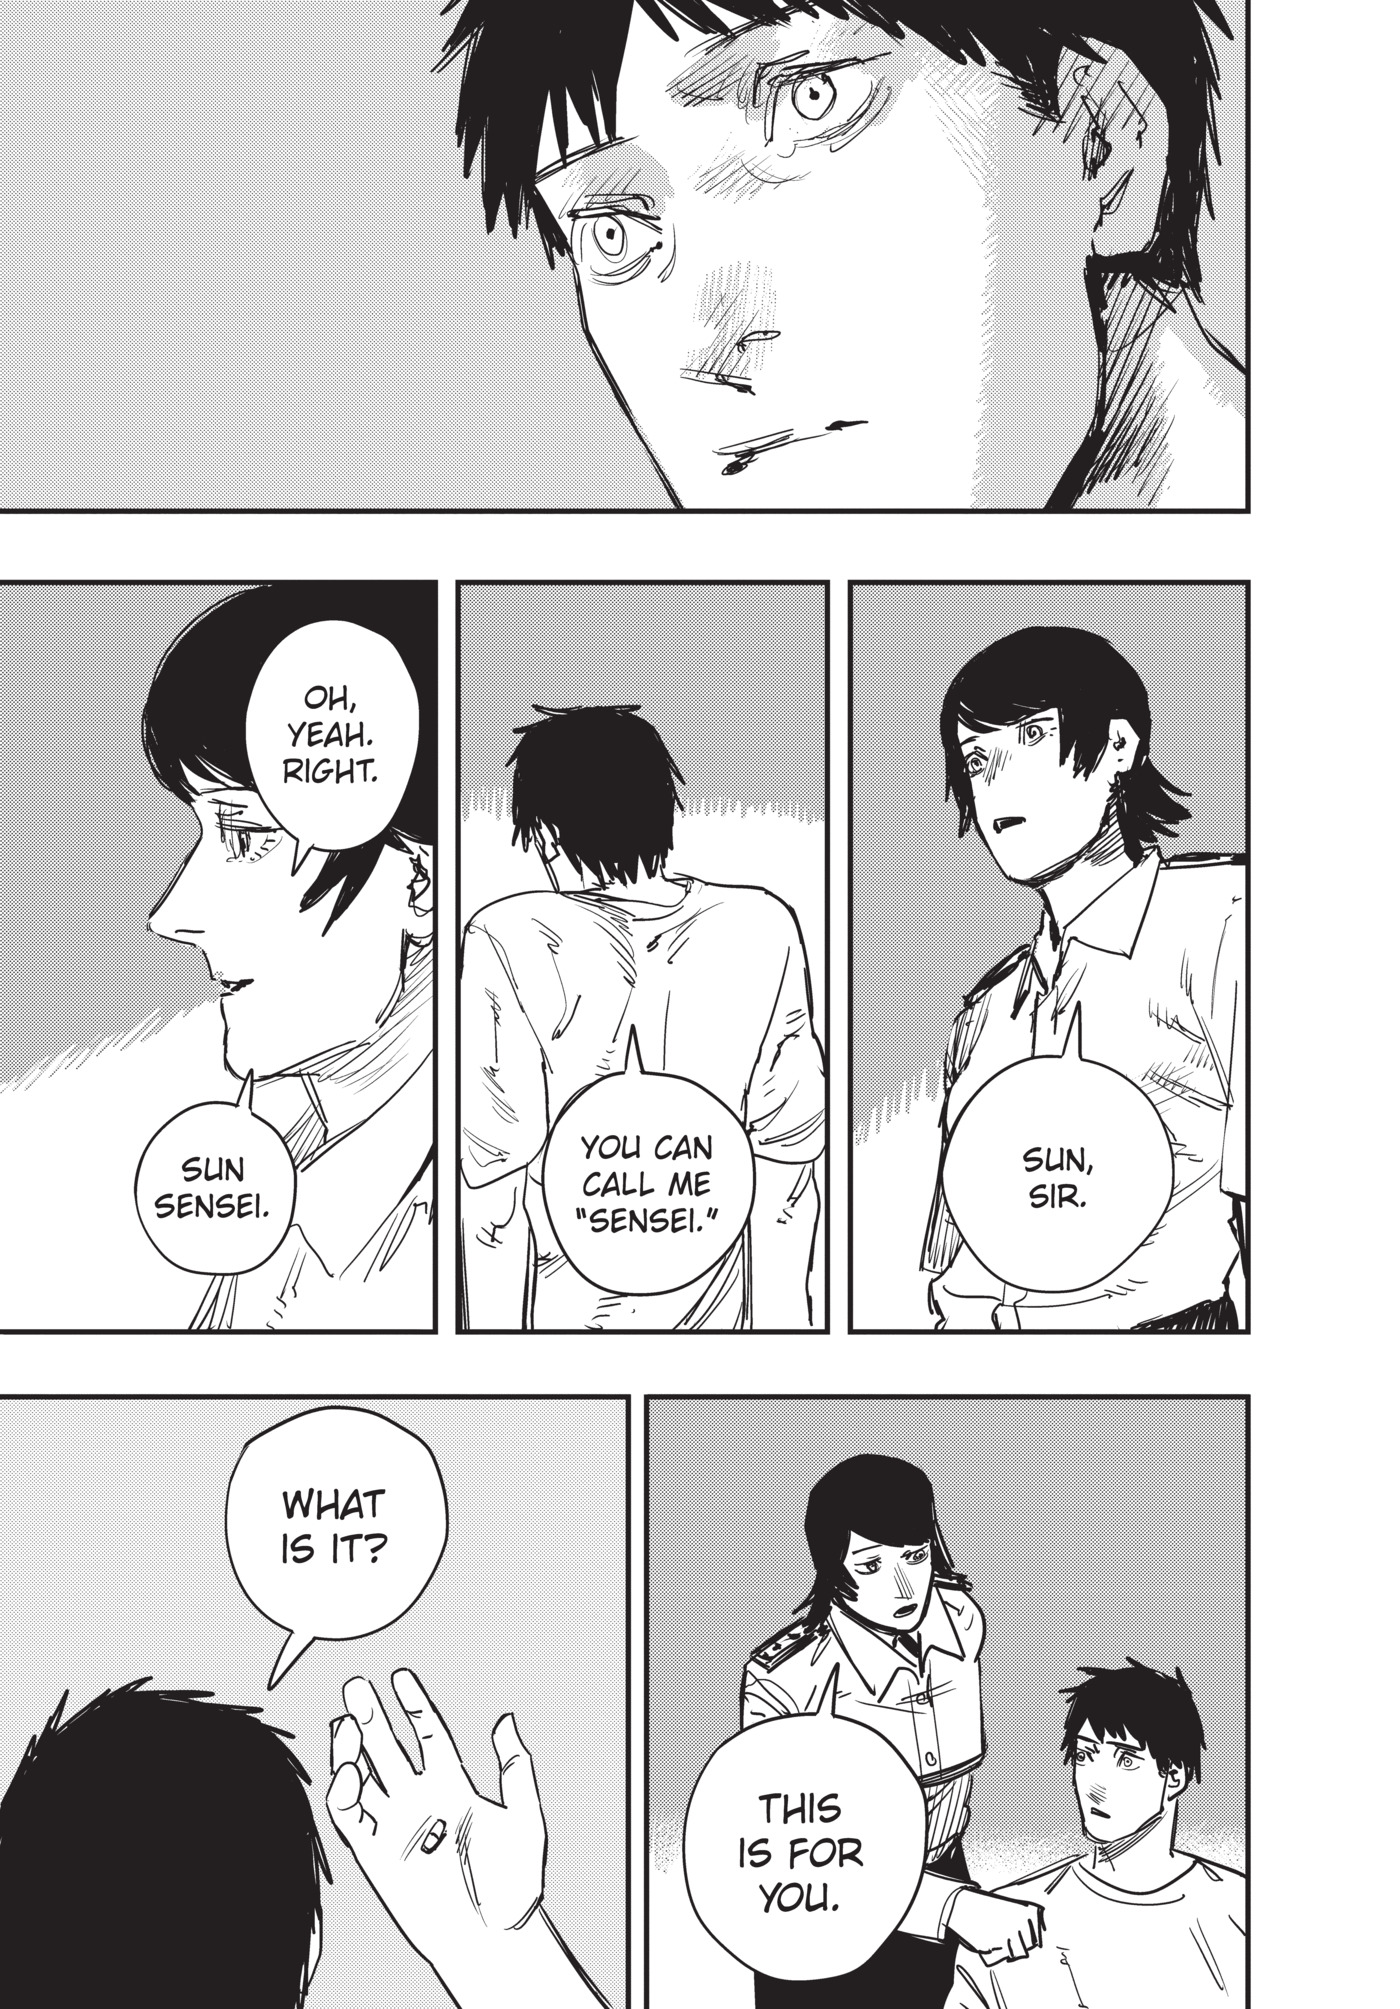 SUN,
SIR.
YOU CAN
CALL ME
"SENSEI."
OH,
YEAH.
RIGHT.
SUN
SENSEI.
THIS
IS FOR
YOU.
WHAT
IS IT?